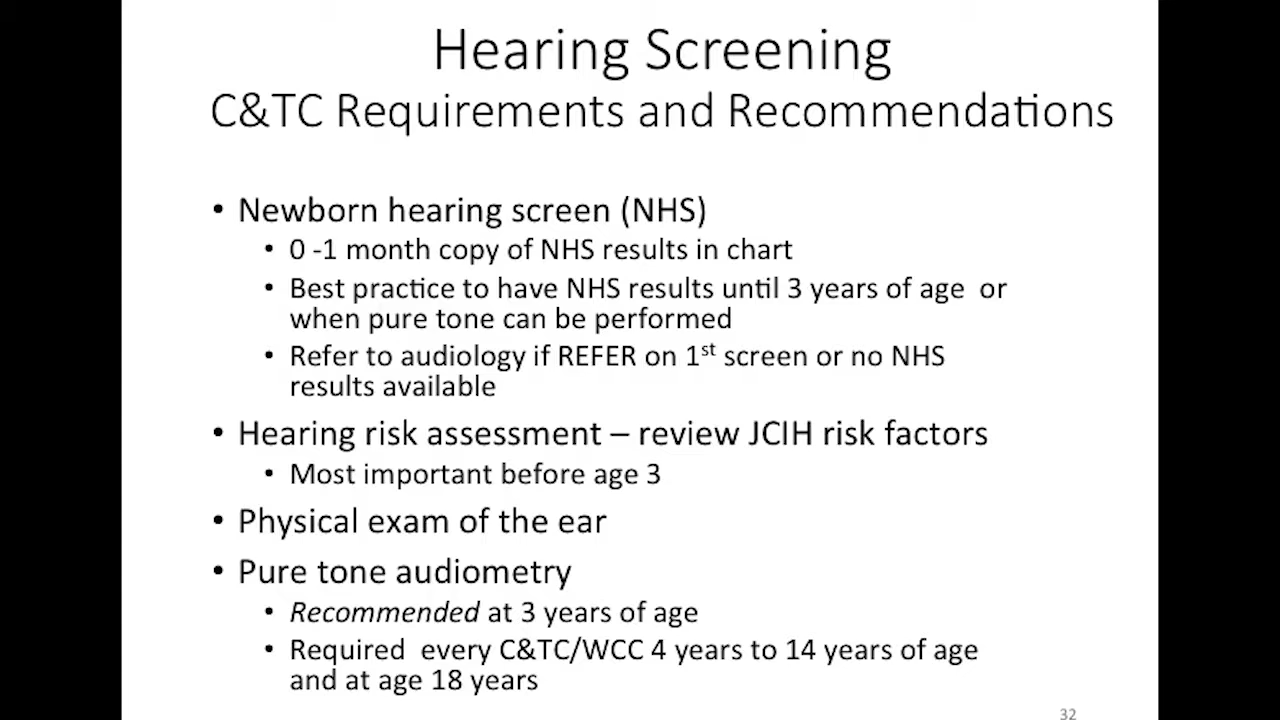 Hearing Screening
C&TC Requirements and Recommendations
• Newborn hearing screen (NHS)
• 0 -1 month copy of NHS results in chart
• Best practice to have NHS results until 3 years of age or
when pure tone can be performed
• Refer to audiology if REFER on 1st screen or no NHS
results available
• Hearing risk assessment – review JCIH risk factors
• Most important before age 3
• Physical exam of the ear
• Pure tone audiometry
• Recommended at 3 years of age
• Required every C&TC/WCC 4 years to 14 years of age
and at age 18 years
32